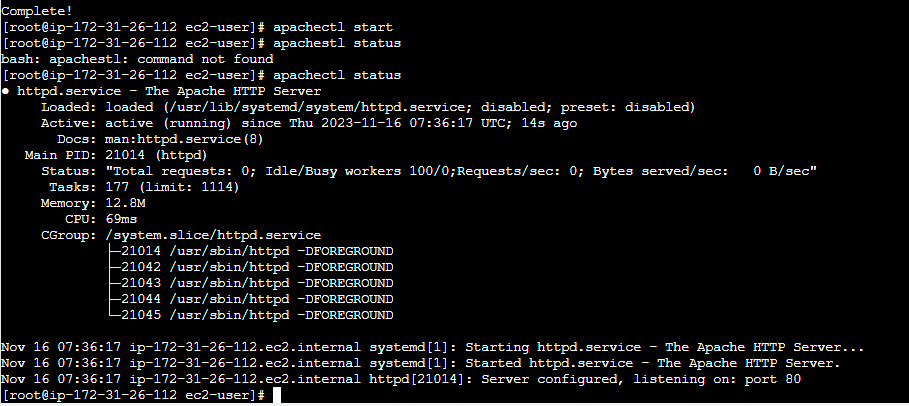 Complete!
[root@ip-172-31-26-112 ec2-user]# apachectl start
[root@ip-172-31-26-112 ec2-user]# apachestl status
bash: apachestl: command not found
[root@ip-172-31-26-112 ec2-user]# apachectl status
● httpd.service - The Apache HTTP Server
     Loaded: loaded (/usr/lib/systemd/system/httpd.service; disabled; preset: disabled)
     Active: active (running) since Thu 2023-11-16 07:36:17 UTC; 14s ago
       Docs: man:httpd.service(8)
   Main PID: 21014 (httpd)
     Status: "Total requests: 0; Idle/Busy workers 100/0;Requests/sec: 0; Bytes served/sec:   0 B/sec"
      Tasks: 177 (limit: 1114)
     Memory: 12.8M
        CPU: 69ms
     CGroup: /system.slice/httpd.service
             ├─21014 /usr/sbin/httpd -DFOREGROUND
             ├─21042 /usr/sbin/httpd -DFOREGROUND
             ├─21043 /usr/sbin/httpd -DFOREGROUND
             ├─21044 /usr/sbin/httpd -DFOREGROUND
             └─21045 /usr/sbin/httpd -DFOREGROUND

Nov 16 07:36:17 ip-172-31-26-112.ec2.internal systemd[1]: Starting httpd.service - The Apache HTTP Server...
Nov 16 07:36:17 ip-172-31-26-112.ec2.internal systemd[1]: Started httpd.service - The Apache HTTP Server.
Nov 16 07:36:17 ip-172-31-26-112.ec2.internal httpd[21014]: Server configured, listening on: port 80
[root@ip-172-31-26-112 ec2-user]#